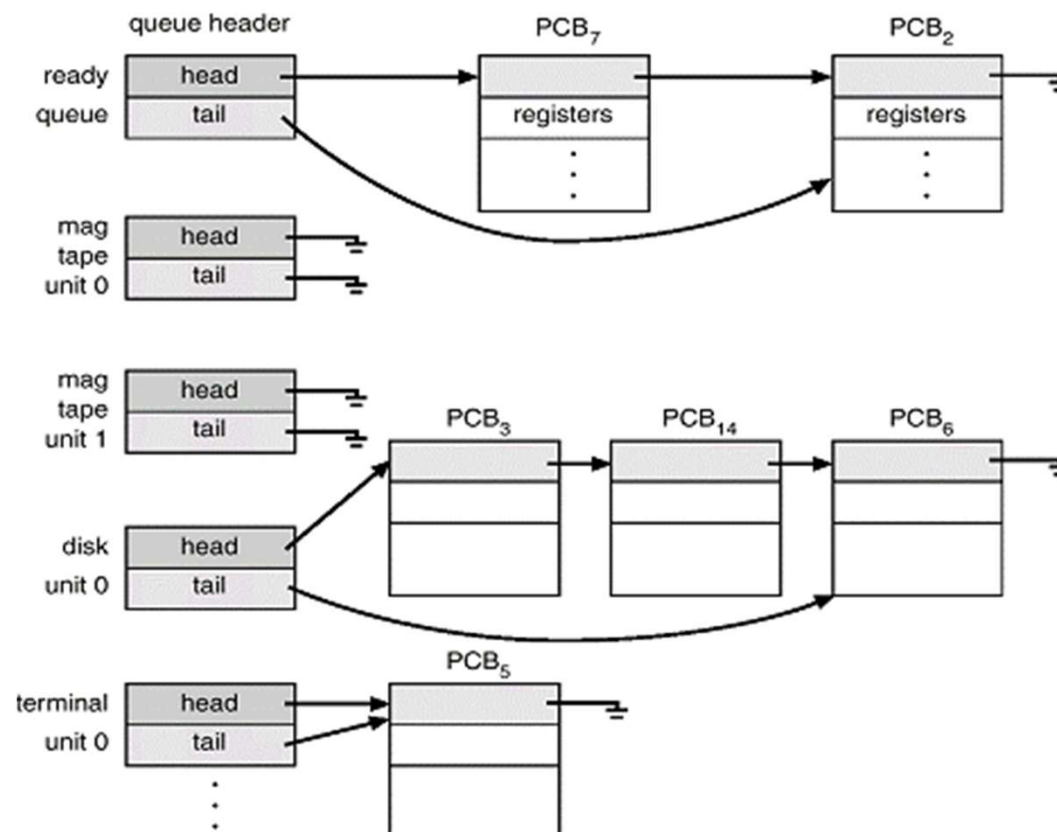 queue header
PCB₇
PCB₂
ready
queue
head
tail
registers
registers
mag
tape
unit 0
head
tail
mag
tape
unit 1
head
tail
PCB₃
PCB₁₄
PCB₆
disk
unit 0
head
tail
PCB₅
terminal
unit 0
head
tail